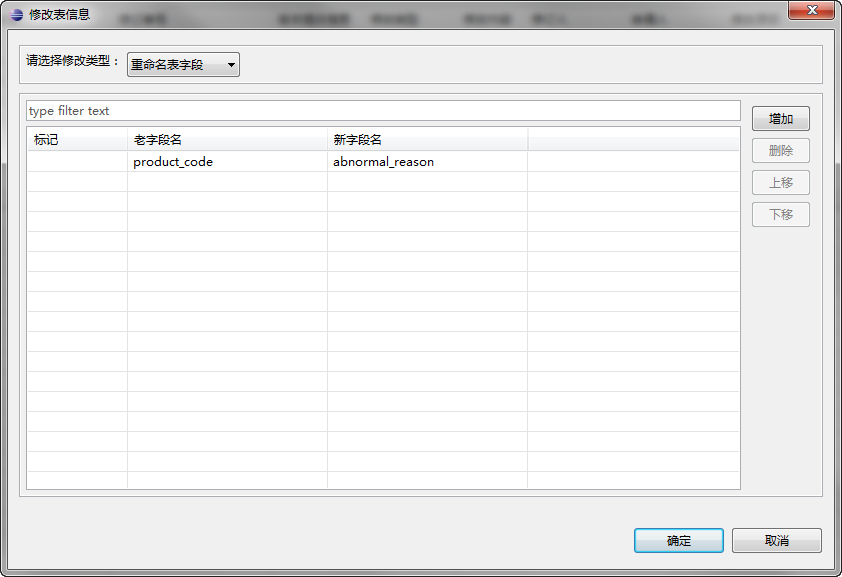 修改表信息
请选择修改类型：
重命名表字段
type filter text
增加
标记 老字段名 新字段名
删除
product_code abnormal_reason
上移
下移
确定 取消